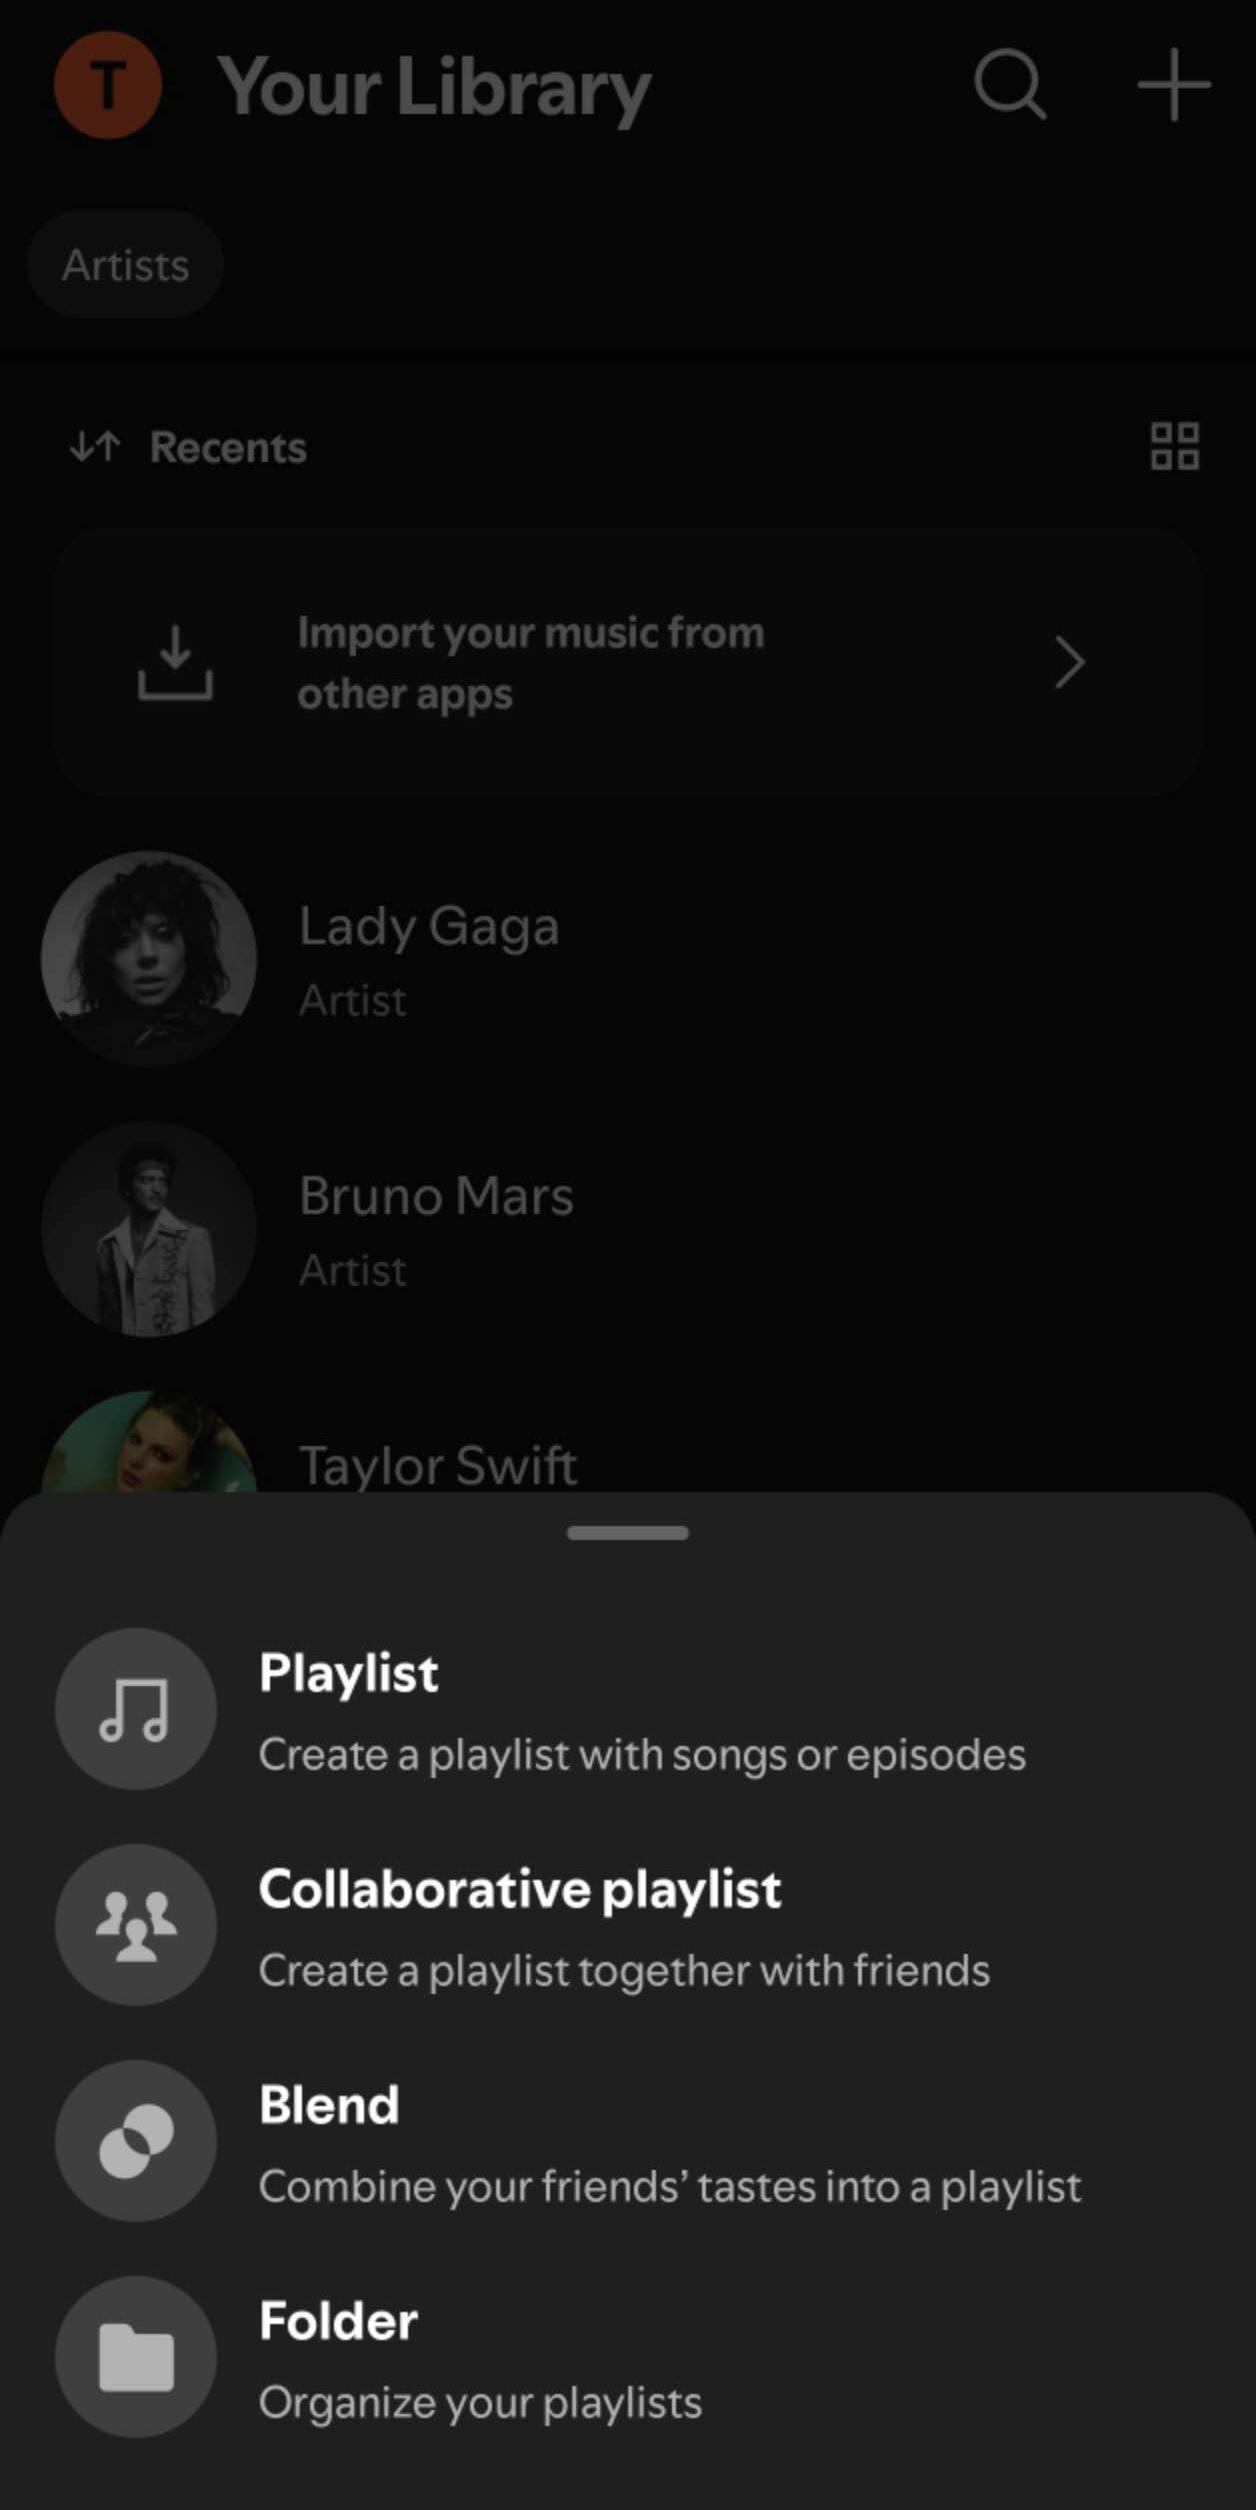 T
Your Library
Artists
Recents
Import your music from
other apps
Lady Gaga
Artist
Bruno Mars
Artist
Taylor Swift
Playlist
Create a playlist with songs or episodes
Collaborative playlist
Create a playlist together with friends
Blend
Combine your friends’ tastes into a playlist
Folder
Organize your playlists